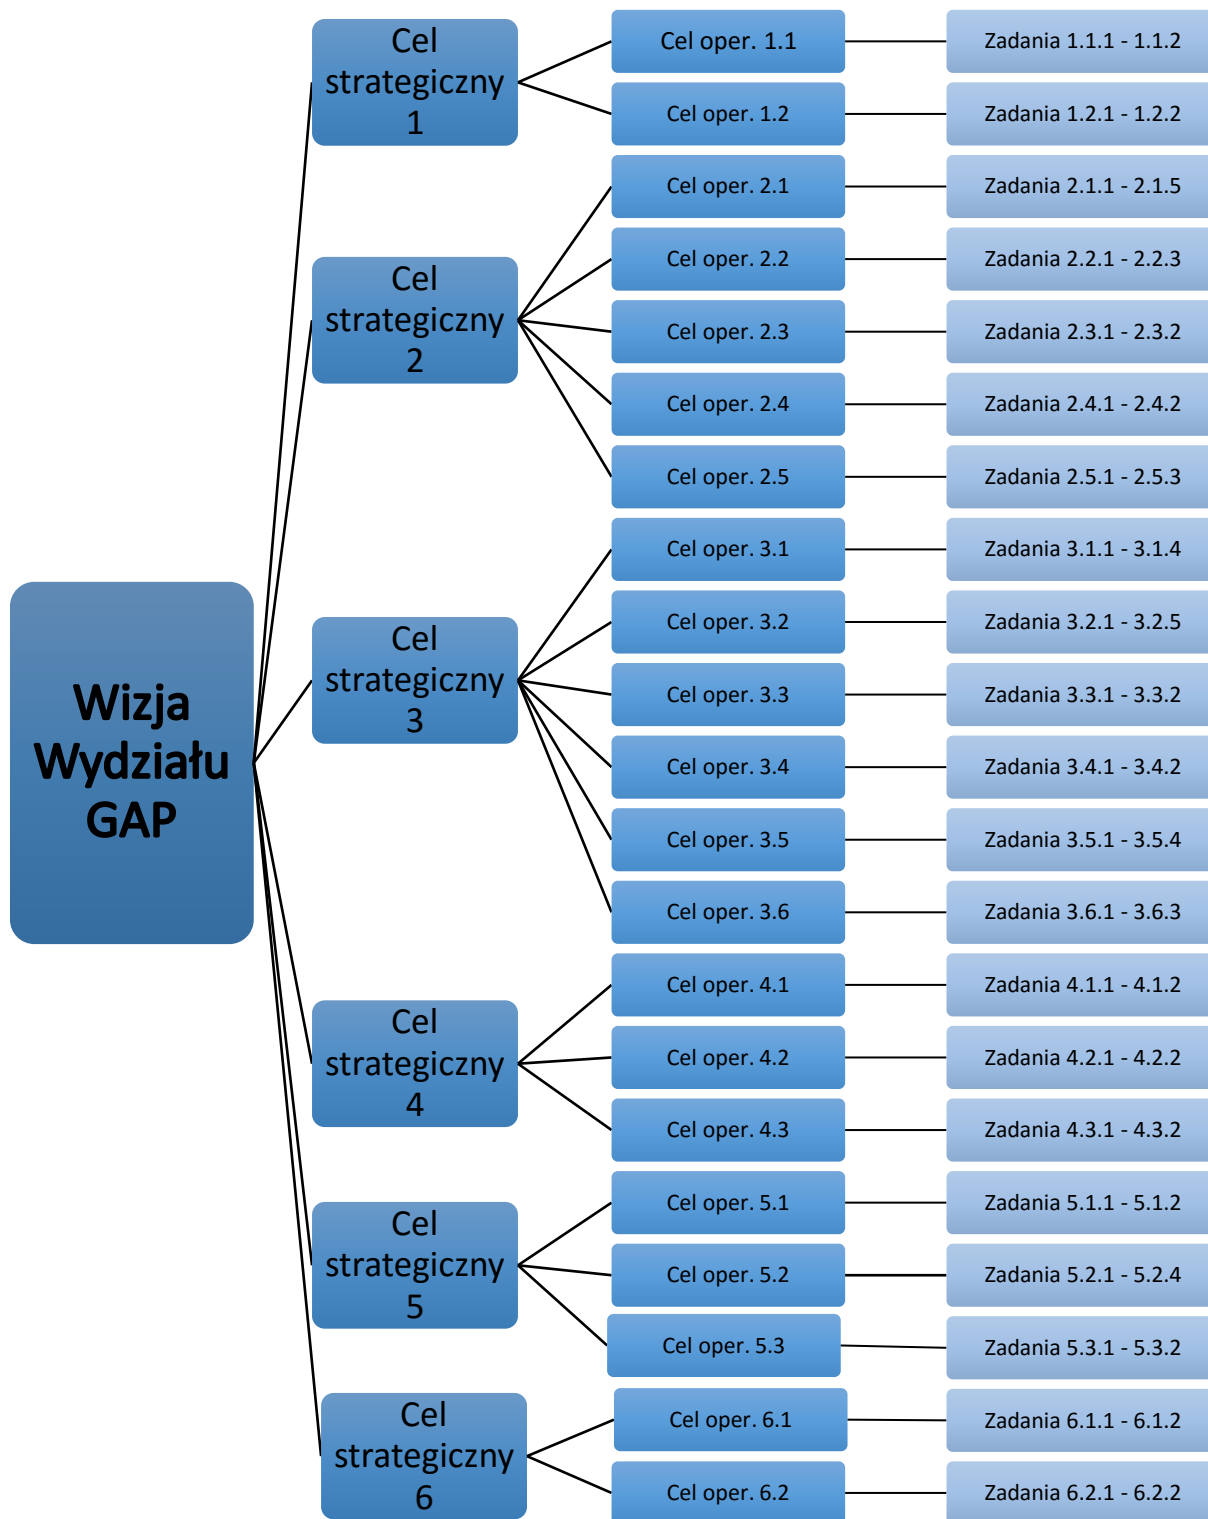 Wizja
Wydziału
GAP
Cel
strategiczny
1
Cel oper. 1.1
Zadania 1.1.1 - 1.1.2
Cel oper. 1.2
Zadania 1.2.1 - 1.2.2
Cel
strategiczny
2
Cel oper. 2.1
Zadania 2.1.1 - 2.1.5
Cel oper. 2.2
Zadania 2.2.1 - 2.2.3
Cel oper. 2.3
Zadania 2.3.1 - 2.3.2
Cel oper. 2.4
Zadania 2.4.1 - 2.4.2
Cel oper. 2.5
Zadania 2.5.1 - 2.5.3
Cel
strategiczny
3
Cel oper. 3.1
Zadania 3.1.1 - 3.1.4
Cel oper. 3.2
Zadania 3.2.1 - 3.2.5
Cel oper. 3.3
Zadania 3.3.1 - 3.3.2
Cel oper. 3.4
Zadania 3.4.1 - 3.4.2
Cel oper. 3.5
Zadania 3.5.1 - 3.5.4
Cel oper. 3.6
Zadania 3.6.1 - 3.6.3
Cel
strategiczny
4
Cel oper. 4.1
Zadania 4.1.1 - 4.1.2
Cel oper. 4.2
Zadania 4.2.1 - 4.2.2
Cel oper. 4.3
Zadania 4.3.1 - 4.3.2
Cel
strategiczny
5
Cel oper. 5.1
Zadania 5.1.1 - 5.1.2
Cel oper. 5.2
Zadania 5.2.1 - 5.2.4
Cel oper. 5.3
Zadania 5.3.1 - 5.3.2
Cel
strategiczny
6
Cel oper. 6.1
Zadania 6.1.1 - 6.1.2
Cel oper. 6.2
Zadania 6.2.1 - 6.2.2